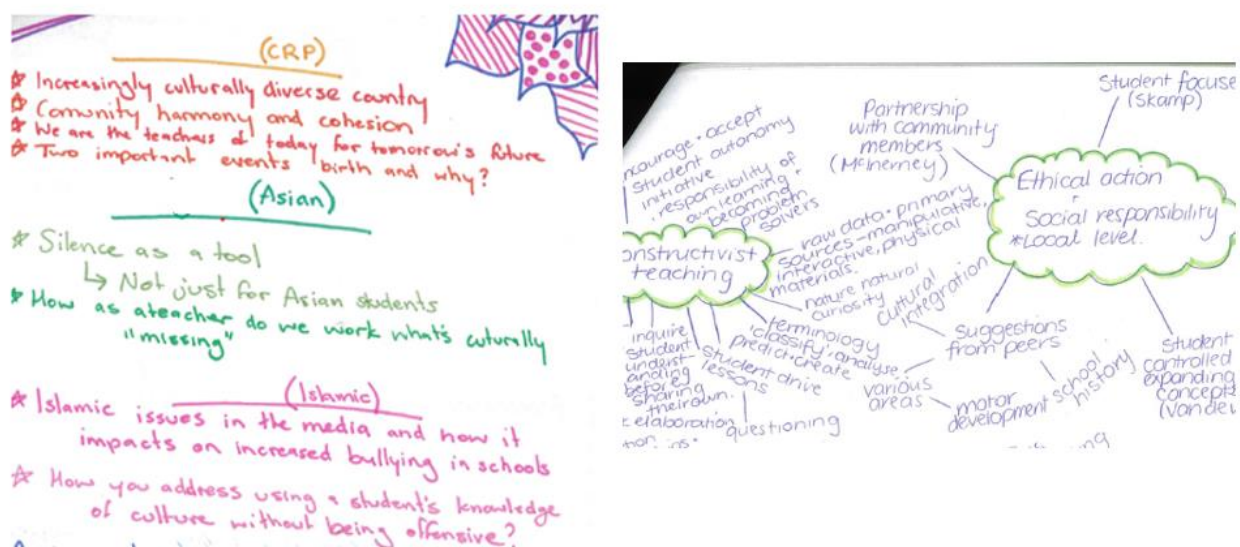 (CRP)
☆ Increasingly culturally diverse country
☆ Comunity harmony and cohesion
☆ We are the teachers of today for tomorrow's future
☆ Two important events birth and why?
(Asian)
☆ Silence as a tool
↳ Not just for Asian students
☆ How as a teacher do we work what's cuturally
"missing"
(Islamic)
☆ Islamic issues in the media and how it
impacts on increased bullying in schools
☆ How you address using a student's knowledge
of culture without being offensive?
ncourage · accept
student autonomy
initiative
· responsibility of
own learning ·
becoming
problem
solvers
onstructivist
teaching
raw data · primary
sources - manipulative,
interactive, physical
materials.
nature natural
curiosity
terminology
'classify, analyse,
predict · create
student drive
lessons
questioning
inquire
student
underst-
anding
before
sharing
their own.
elaboration
Student focuse
(Skamp)
Partnership
with community
members
(McInerney)
Ethical action
·
Social responsibility
*Local level.
cultural
integration
suggestions
from peers
various
areas
motor
development
school
history
student
controlled
expanding
concepts
(Vandev